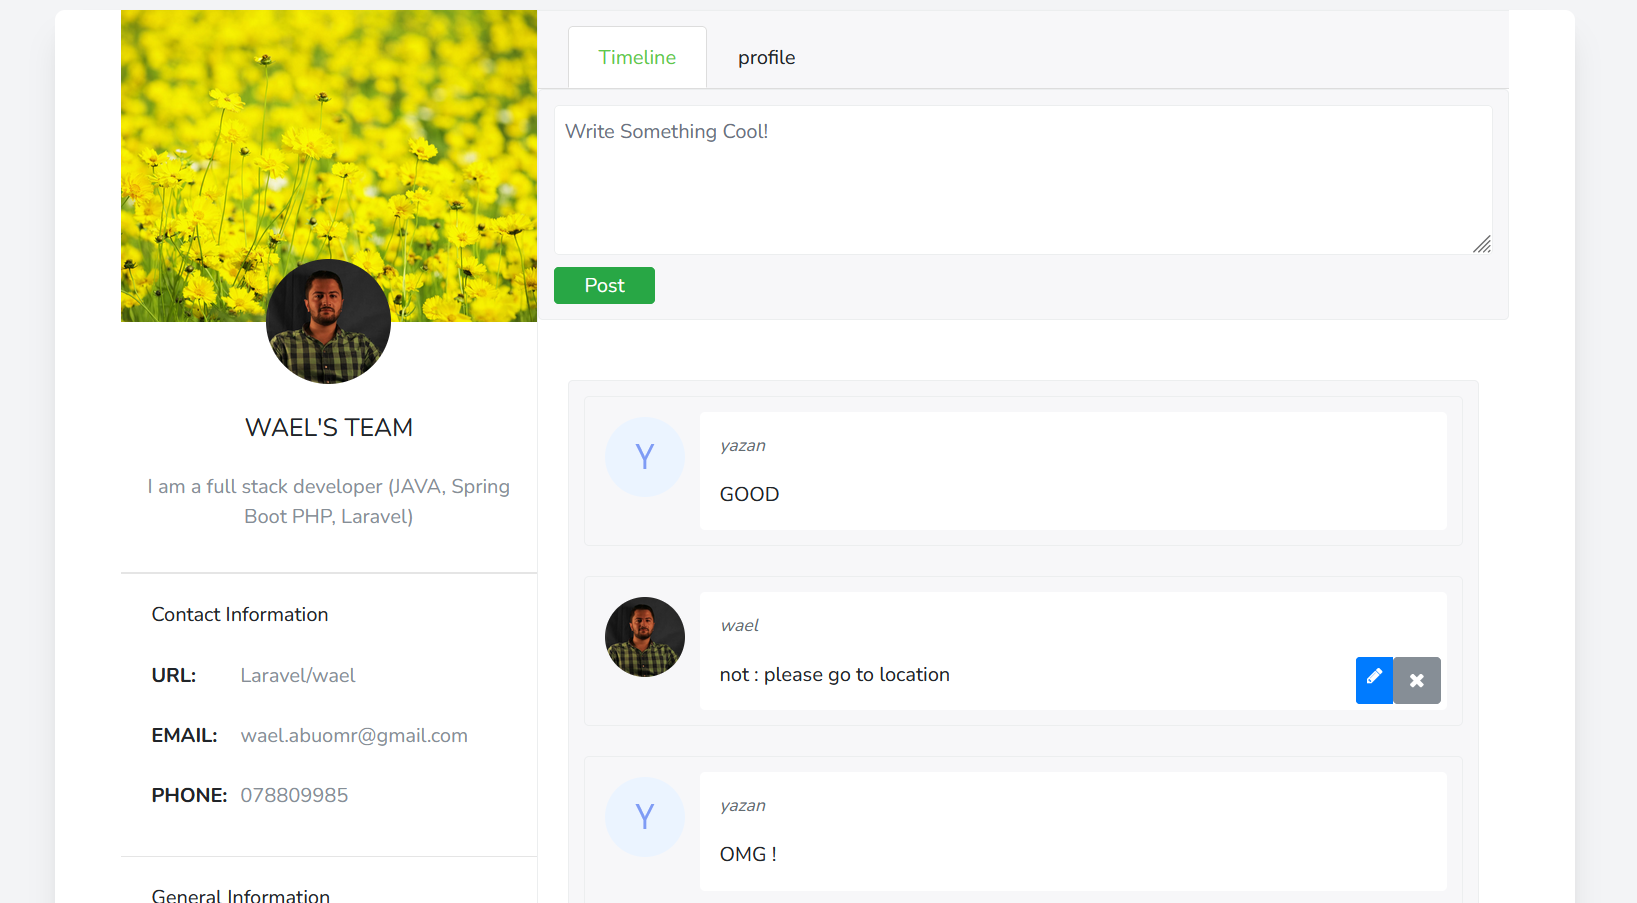 Timeline
profile
Write Something Cool!
Post
WAEL'S TEAM
I am a full stack developer (JAVA, Spring
Boot PHP, Laravel)
Contact Information
URL: Laravel/wael
EMAIL: wael.abuomr@gmail.com
PHONE: 078809985
General Information
Y
yazan
GOOD
wael
not : please go to location
Y
yazan
OMG !